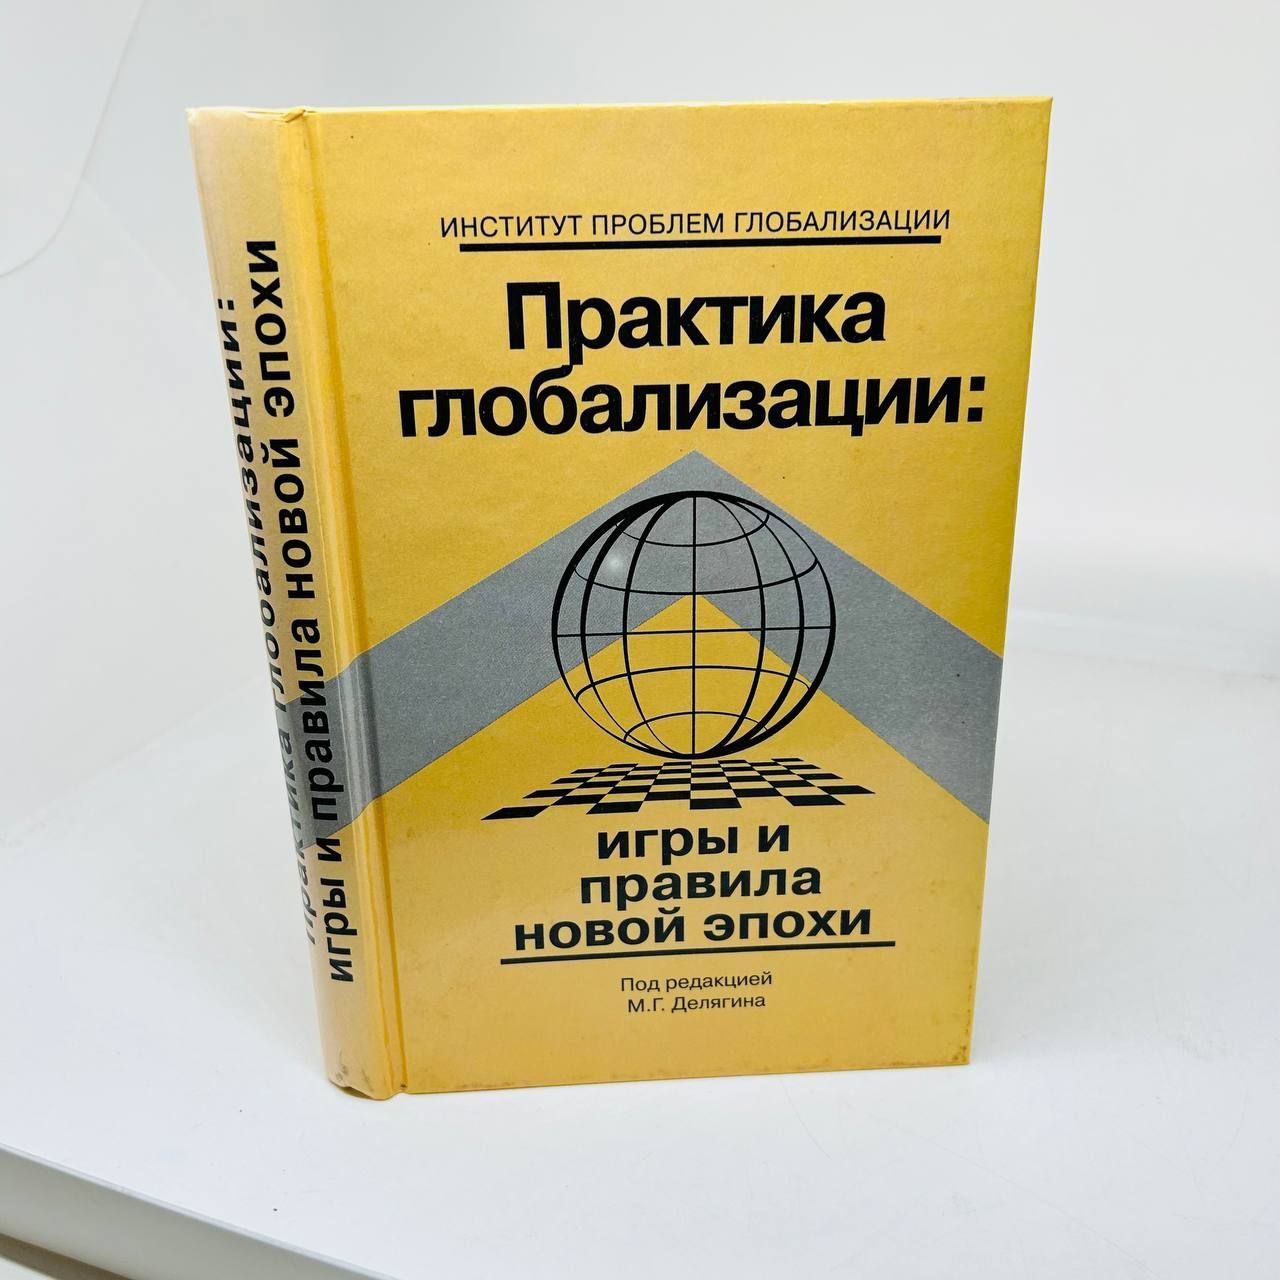 Практика глобализации:
игры и правила новой эпохи
ИНСТИТУТ ПРОБЛЕМ ГЛОБАЛИЗАЦИИ
Практика
глобализации:
игры и
правила
новой эпохи
Под редакцией
М.Г. Делягина